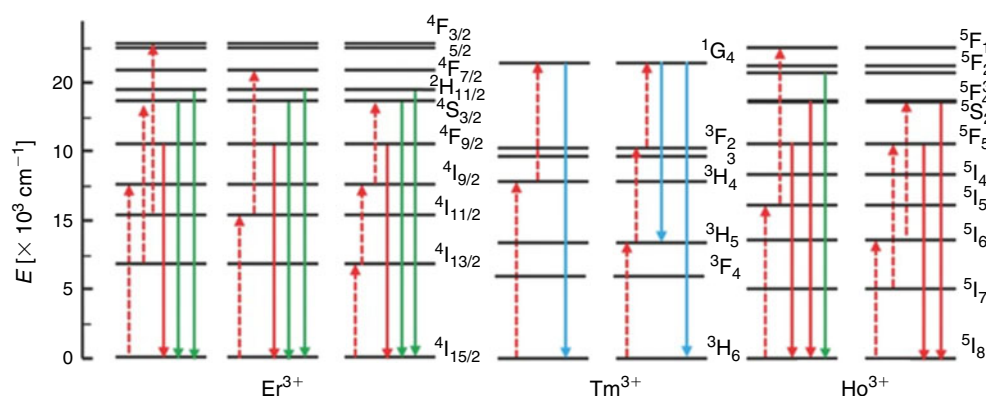 E [× 10³ cm⁻¹]
20
10
15
5
0
⁴F₃/₂
5/2
⁴F₇/₂
²H₁₁/₂
⁴S₃/₂
⁴F₉/₂
⁴I₉/₂
⁴I₁₁/₂
⁴I₁₃/₂
⁴I₁₅/₂
¹G₄
³F₂
3
³H₄
³H₅
³F₄
³H₆
⁵F₁
⁵F₂
⁵F₄³
⁵S₂
⁵F₅
⁵I₄
⁵I₅
⁵I₆
⁵I₇
⁵I₈
Er³⁺ Tm³⁺ Ho³⁺